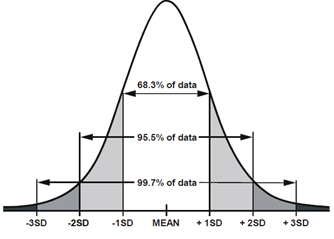 68.3% of data
95.5% of data
99.7% of data
-3SD -2SD -1SD MEAN + 1SD + 2SD + 3SD